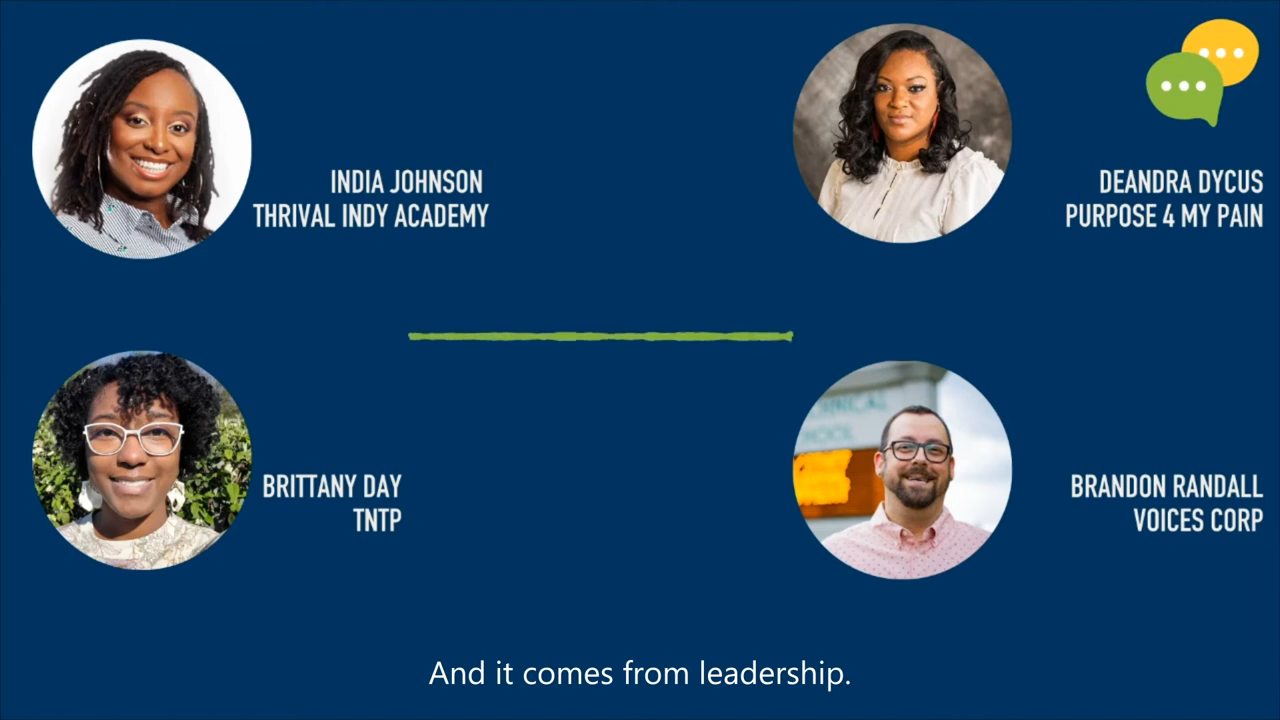 INDIA JOHNSON
THRIVAL INDY ACADEMY
DEANDRA DYCUS
PURPOSE 4 MY PAIN
BRITTANY DAY
TNTP
BRANDON RANDALL
VOICES CORP
And it comes from leadership.